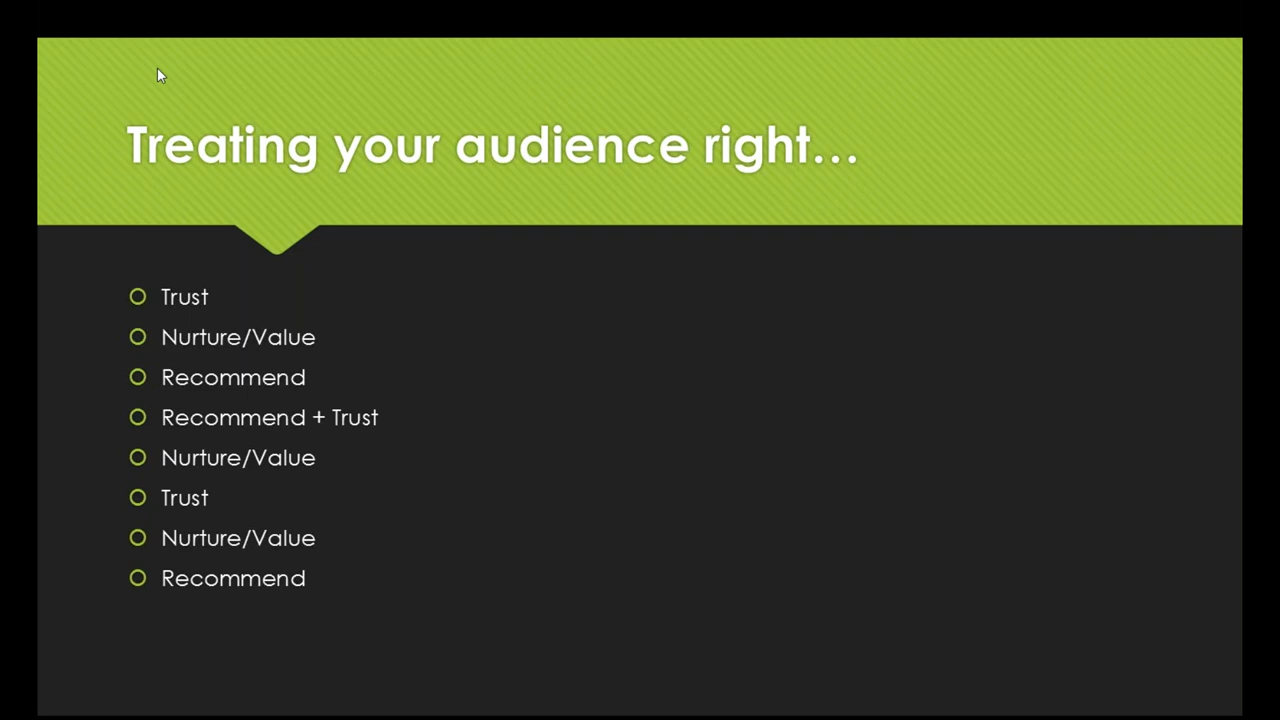 Treating your audience right...
Trust
Nurture/Value
Recommend
Recommend + Trust
Nurture/Value
Trust
Nurture/Value
Recommend